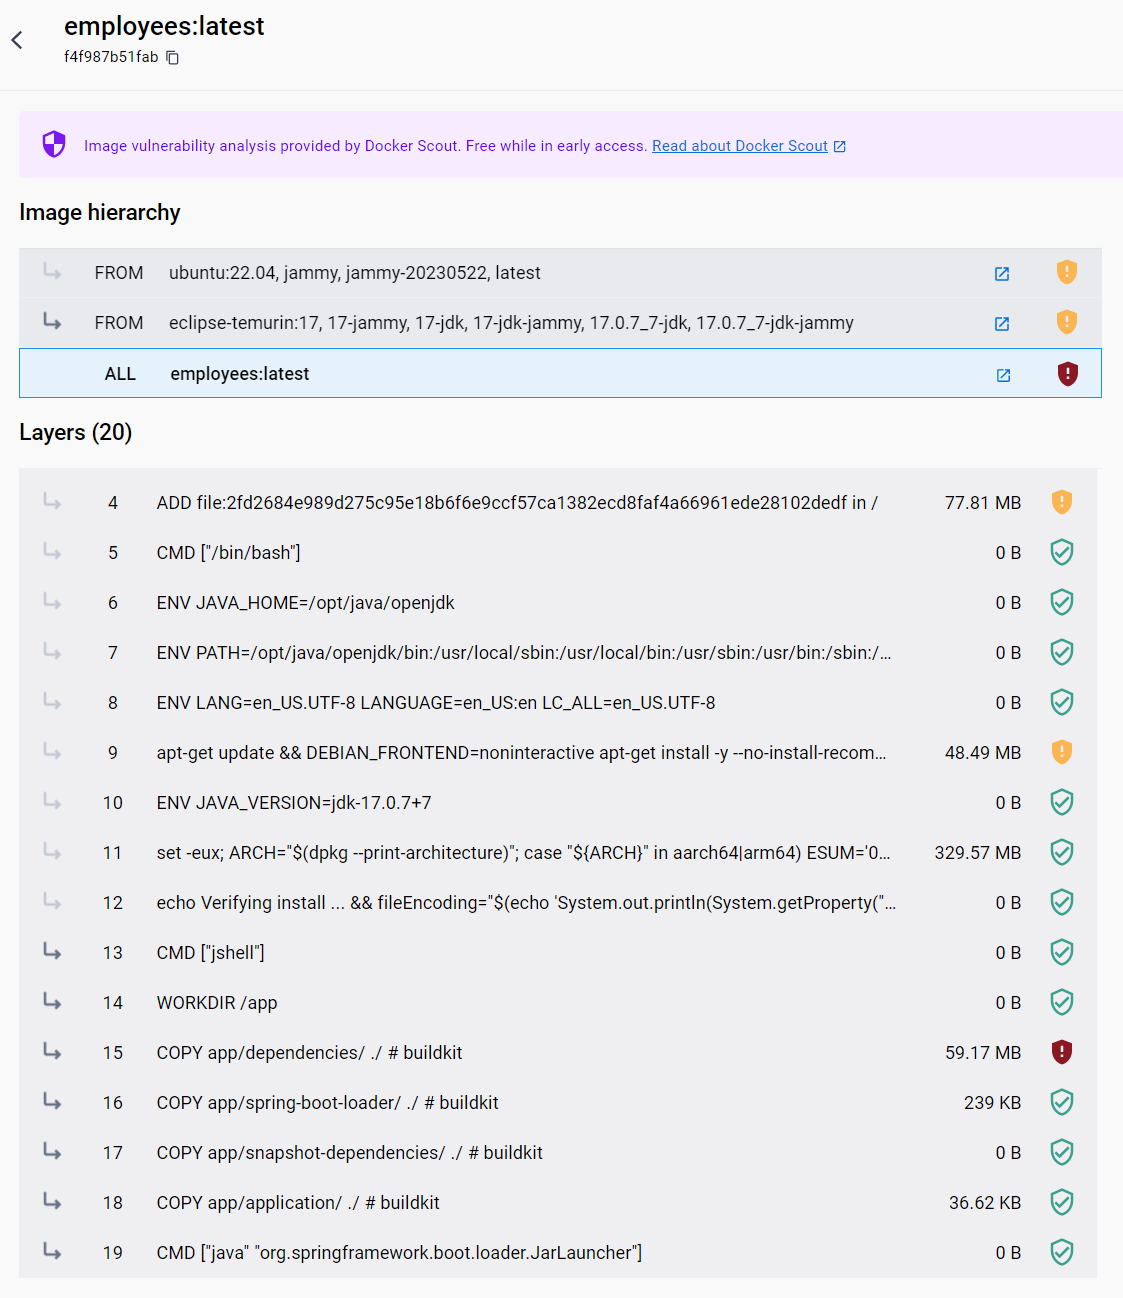 employees:latest
f4f987b51fab
Image vulnerability analysis provided by Docker Scout. Free while in early access. Read about Docker Scout
Image hierarchy
FROM ubuntu:22.04, jammy, jammy-20230522, latest
FROM eclipse-temurin:17, 17-jammy, 17-jdk, 17-jdk-jammy, 17.0.7_7-jdk, 17.0.7_7-jdk-jammy
ALL employees:latest
Layers (20)
4 ADD file:2fd2684e989d275c95e18b6f6e9ccf57ca1382ecd8faf4a66961ede28102dedf in / 77.81 MB
5 CMD ["/bin/bash"] 0 B
6 ENV JAVA_HOME=/opt/java/openjdk 0 B
7 ENV PATH=/opt/java/openjdk/bin:/usr/local/sbin:/usr/local/bin:/usr/sbin:/usr/bin:/sbin:/... 0 B
8 ENV LANG=en_US.UTF-8 LANGUAGE=en_US:en LC_ALL=en_US.UTF-8 0 B
9 apt-get update && DEBIAN_FRONTEND=noninteractive apt-get install -y --no-install-recom... 48.49 MB
10 ENV JAVA_VERSION=jdk-17.0.7+7 0 B
11 set -eux; ARCH="$(dpkg --print-architecture)"; case "${ARCH}" in aarch64|arm64) ESUM='0... 329.57 MB
12 echo Verifying install ... && fileEncoding="$(echo 'System.out.println(System.getProperty("... 0 B
13 CMD ["jshell"] 0 B
14 WORKDIR /app 0 B
15 COPY app/dependencies/ ./ # buildkit 59.17 MB
16 COPY app/spring-boot-loader/ ./ # buildkit 239 KB
17 COPY app/snapshot-dependencies/ ./ # buildkit 0 B
18 COPY app/application/ ./ # buildkit 36.62 KB
19 CMD ["java" "org.springframework.boot.loader.JarLauncher"] 0 B